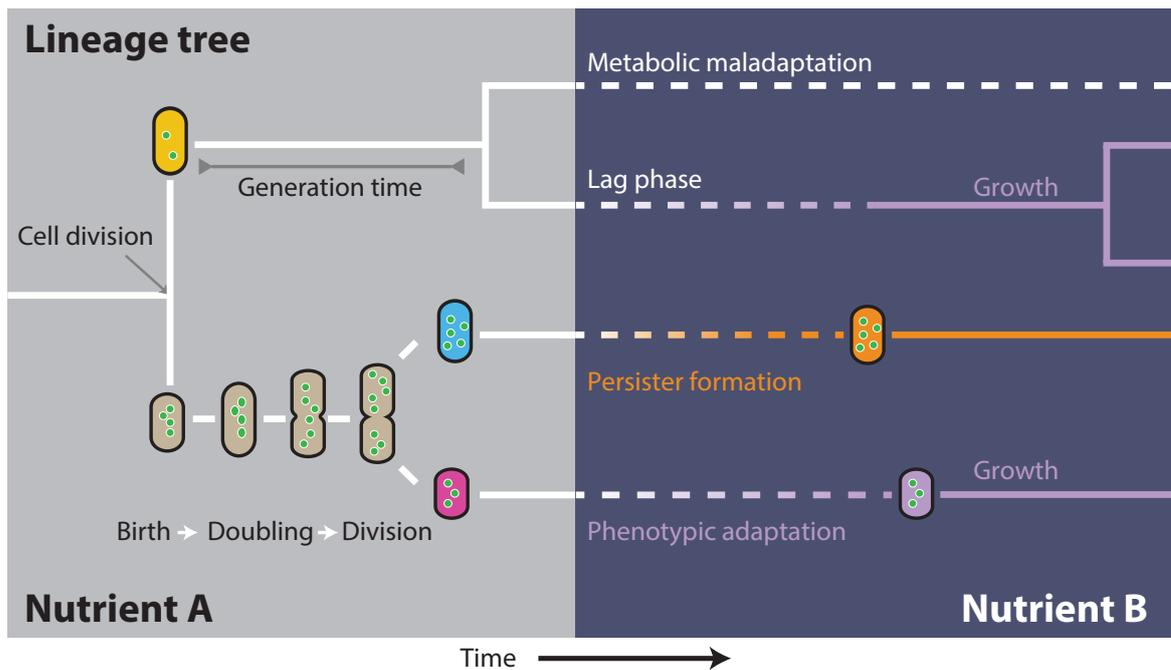 Lineage tree
Metabolic maladaptation
Generation time
Lag phase
Growth
Cell division
Persister formation
Growth
Birth Doubling Division
Phenotypic adaptation
Nutrient A
Nutrient B
Time